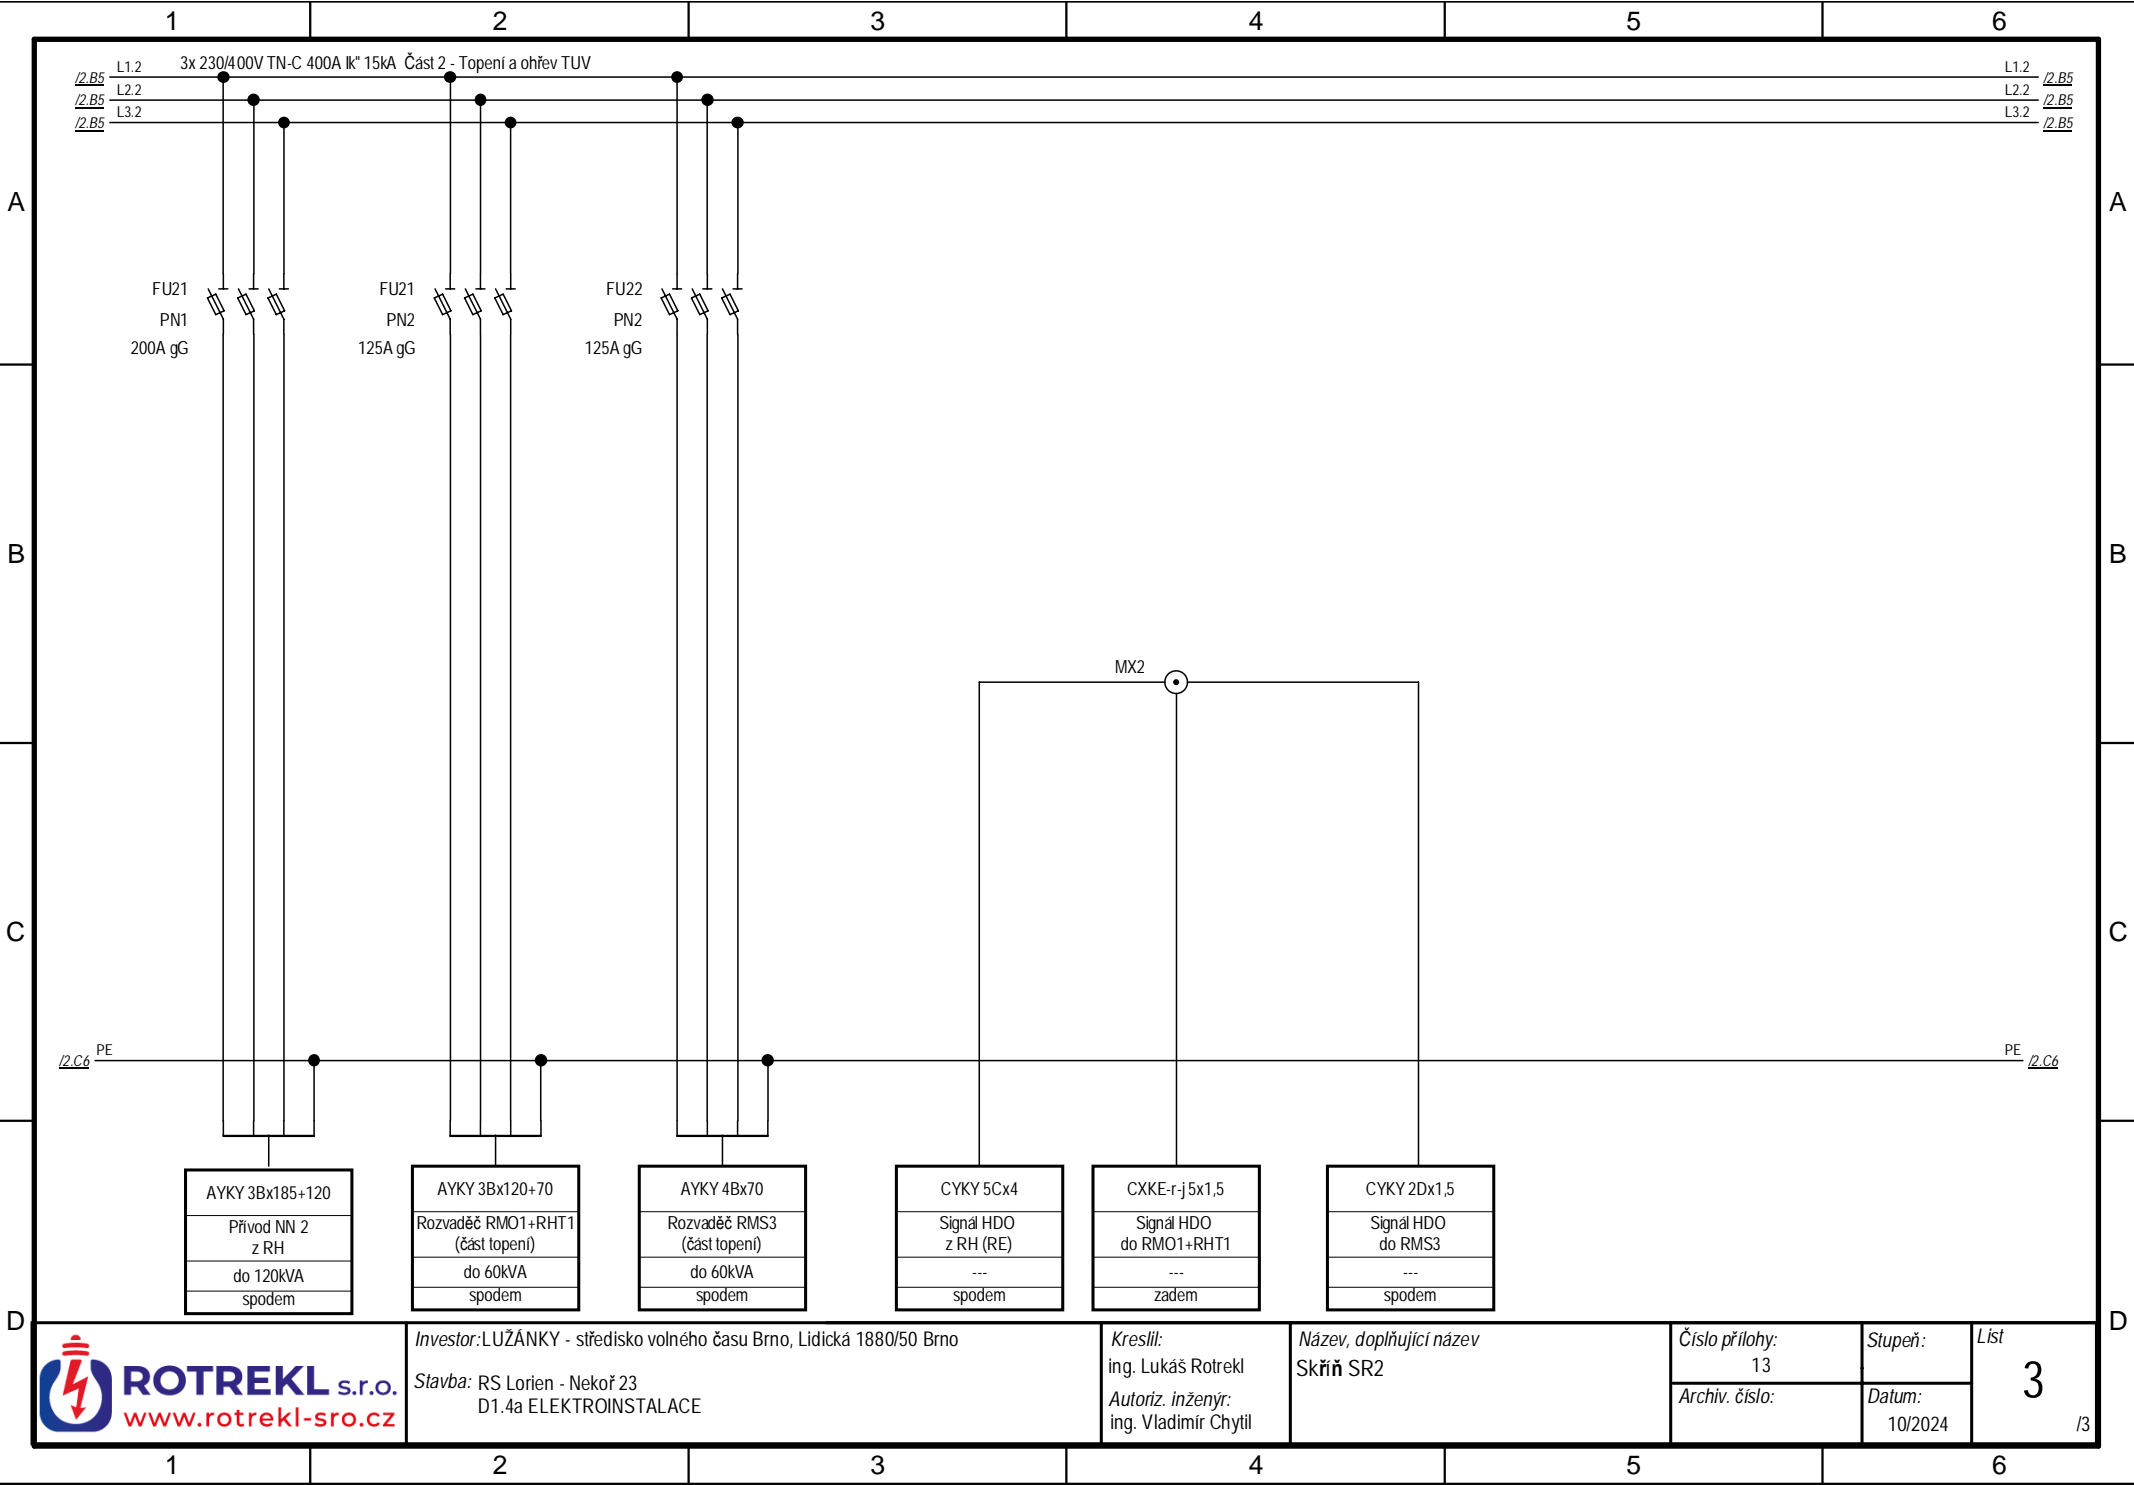 1 2 3 4 5 6
3x 230/400V TN-C 400A Ik" 15kA Část 2 - Topení a ohřev TUV
/2.B5 L1.2 L1.2 /2.B5
/2.B5 L2.2 L2.2 /2.B5
/2.B5 L3.2 L3.2 /2.B5
A A
FU21 FU21 FU22
PN1 PN2 PN2
200A gG 125A gG 125A gG
B B
MX2
C C
/2.C6 PE PE /2.C6
AYKY 3Bx185+120
Přívod NN 2
z RH
do 120kVA
spodem
AYKY 3Bx120+70
Rozvaděč RMO1+RHT1
(část topení)
do 60kVA
spodem
AYKY 4Bx70
Rozvaděč RMS3
(část topení)
do 60kVA
spodem
CYKY 5Cx4
Signál HDO
z RH (RE)
---
spodem
CXKE-r-j 5x1,5
Signál HDO
do RMO1+RHT1
---
zadem
CYKY 2Dx1,5
Signál HDO
do RMS3
---
spodem
D D
ROTREKL s.r.o.
www.rotrekl-sro.cz
Investor: LUŽÁNKY - středisko volného času Brno, Lidická 1880/50 Brno
Stavba: RS Lorien - Nekoř 23
D1.4a ELEKTROINSTALACE
Kreslil:
ing. Lukáš Rotrekl
Autoriz. inženýr:
ing. Vladimír Chytil
Název, doplňující název
Skříň SR2
Číslo přílohy:
13
Archiv. číslo:
Stupeň:
Datum:
10/2024
List
3
/3
1 2 3 4 5 6